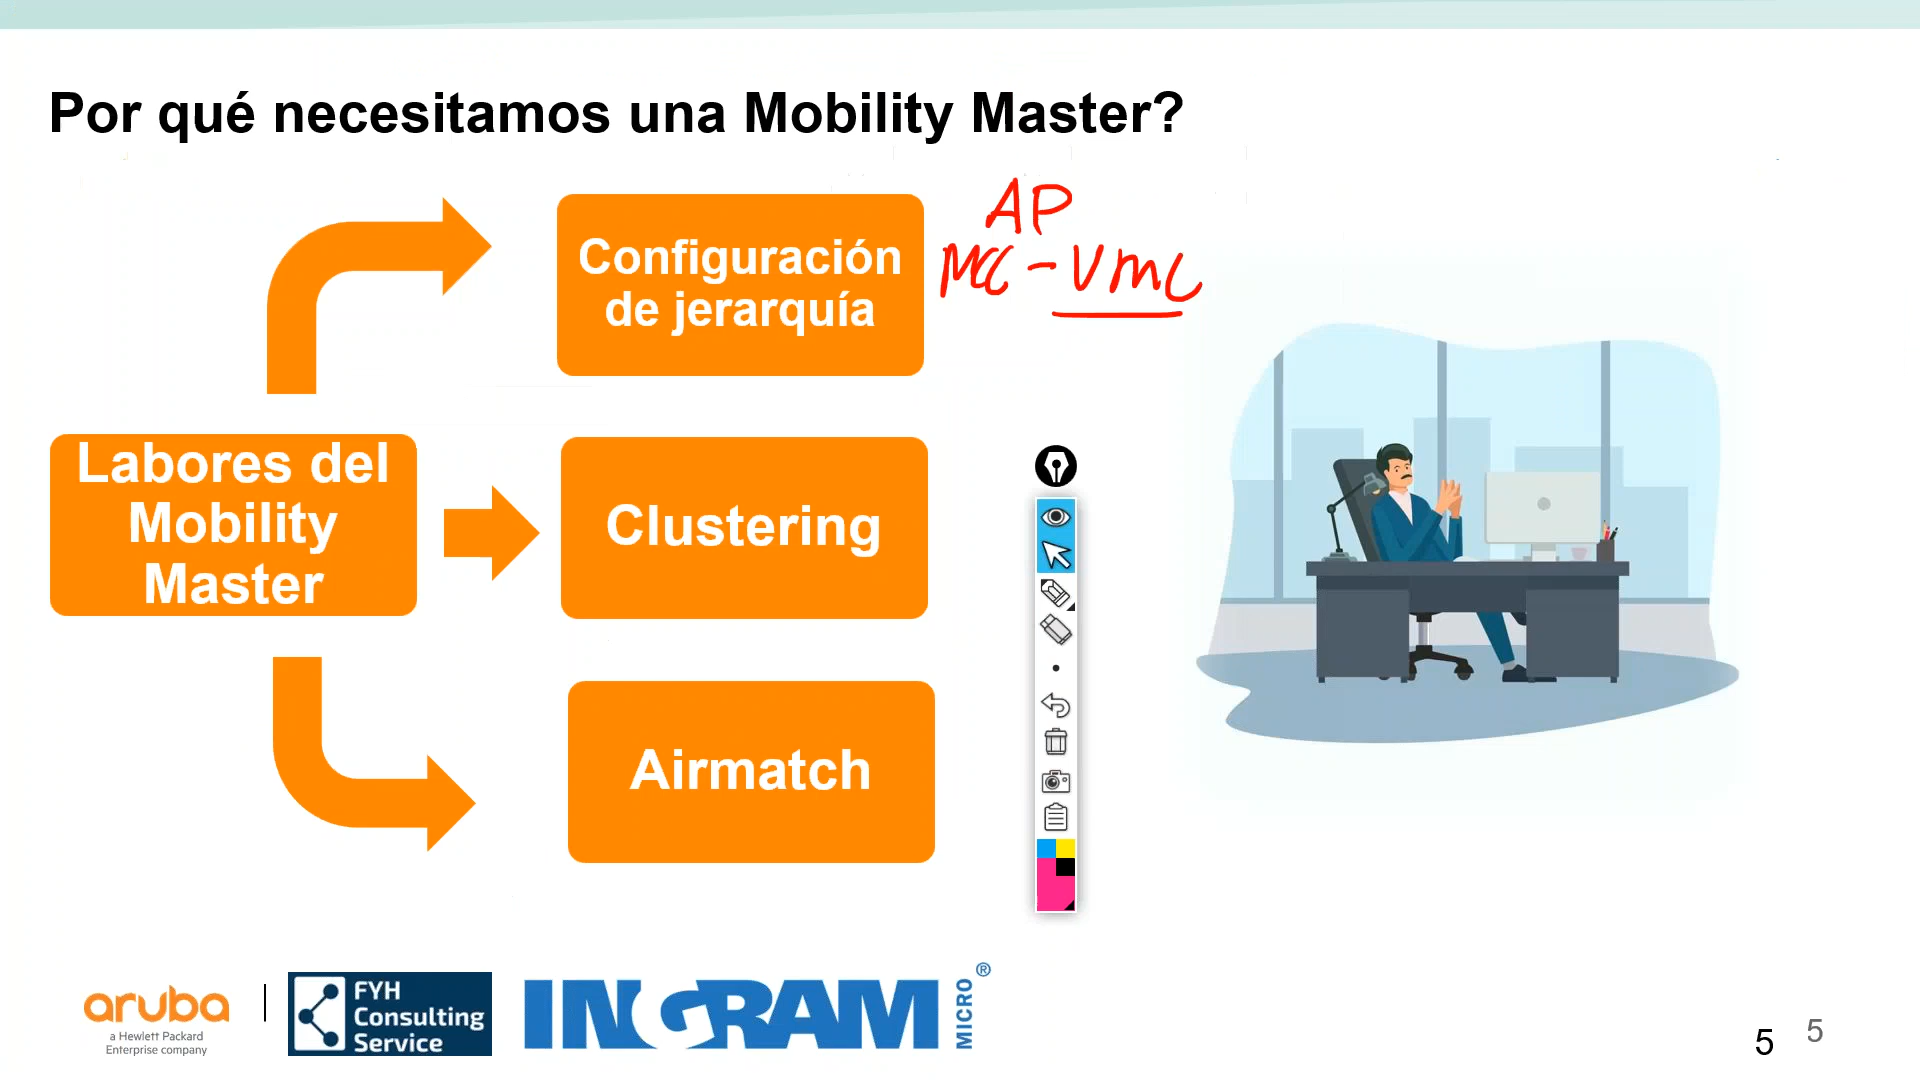 Por qué necesitamos una Mobility Master?
AP
MCC - VMC
Configuración
de jerarquía
Labores del
Mobility
Master
Clustering
Airmatch
aruba
a Hewlett Packard
Enterprise company
FYH
Consulting
Service
INGRAM
MICRO
®
5
5